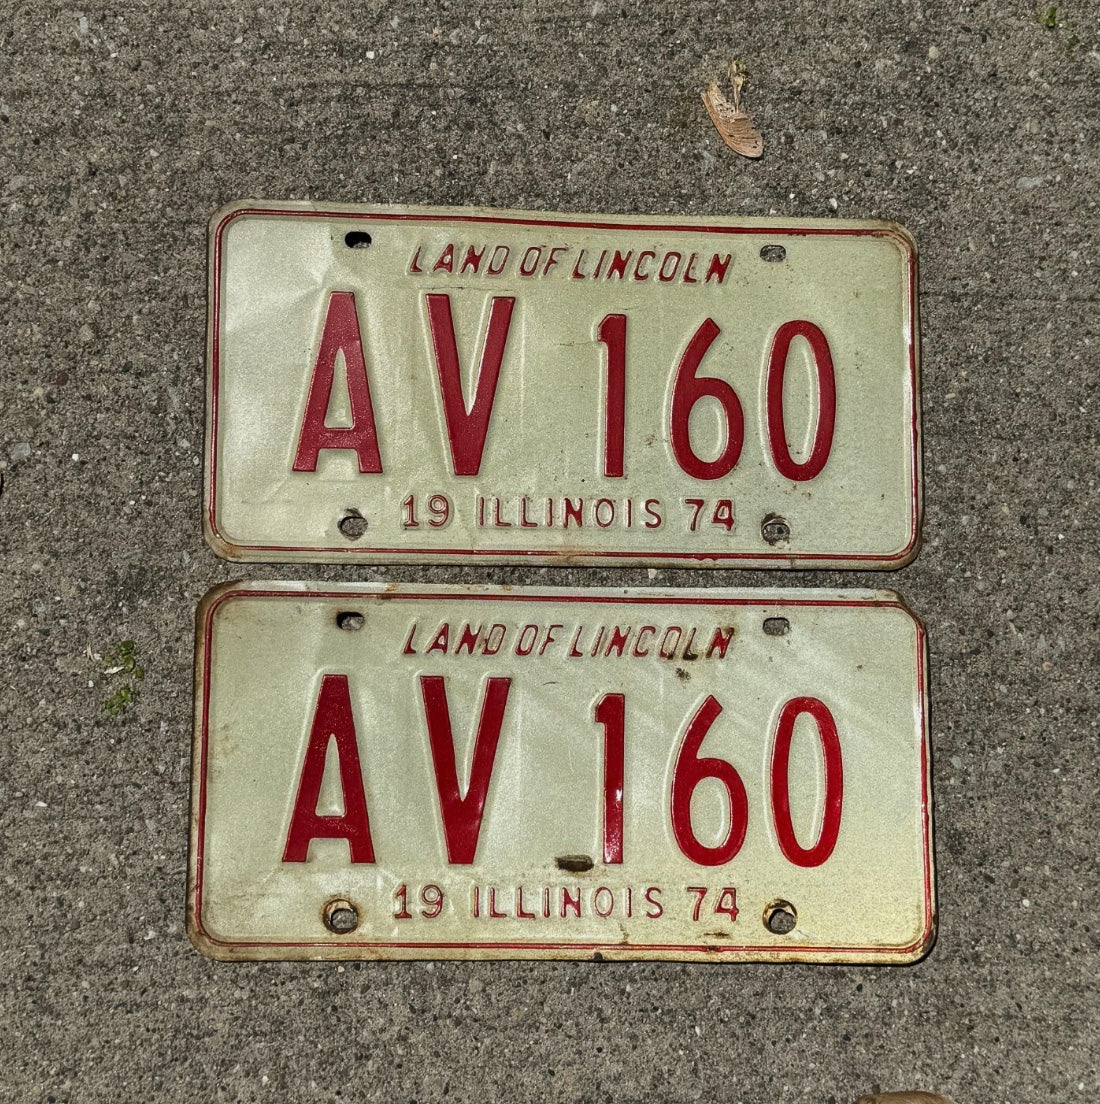 LAND OF LINCOLN
AV 160
19 ILLINOIS 74
LAND OF LINCOLN
AV 160
19 ILLINOIS 74